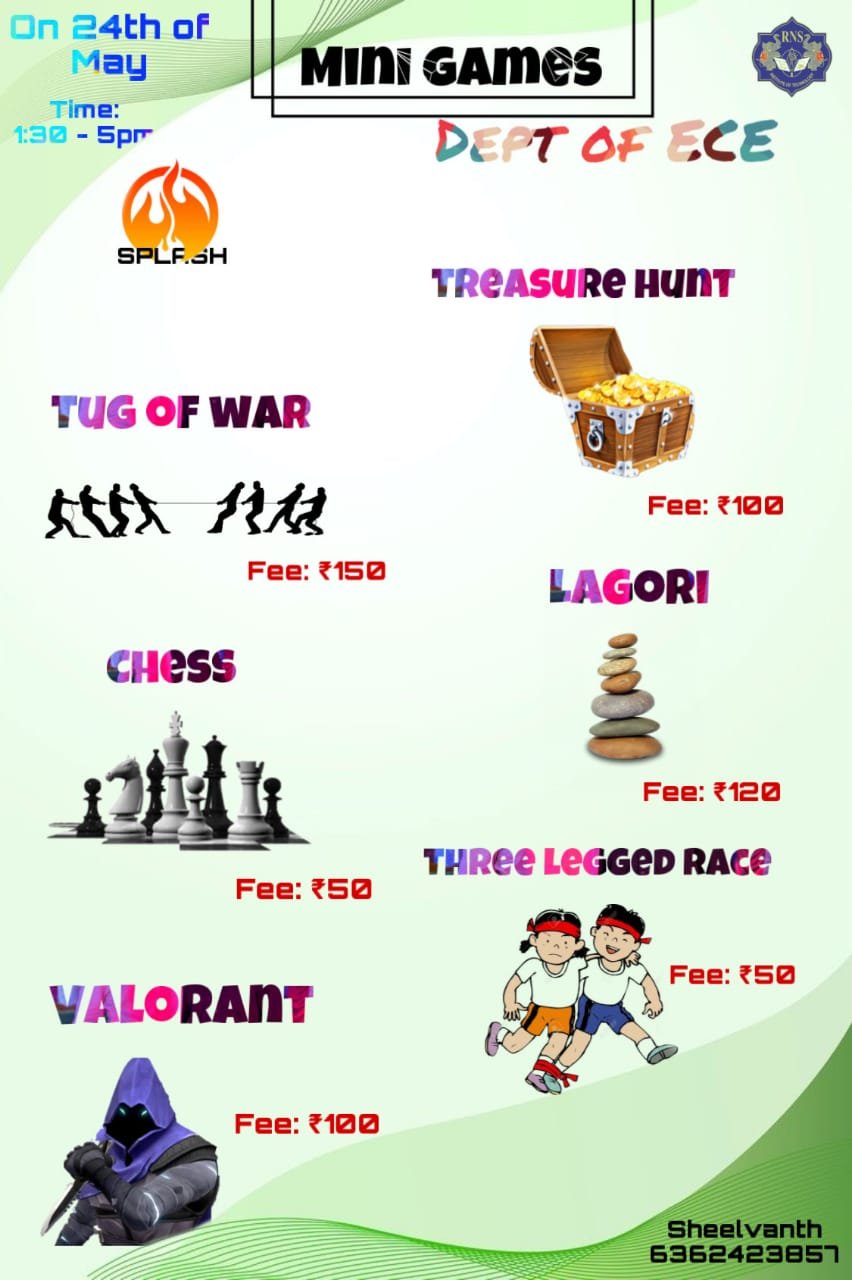 On 24th of
May
Time:
1:30 - 5pm
Mini Games
RNS
Dept of ECE
SPLASH
Treasure Hunt
Fee: ₹100
Tug of War
Fee: ₹150
Lagori
Fee: ₹120
Chess
Fee: ₹50
Three Legged Race
Fee: ₹50
Valorant
Fee: ₹100
Sheelvanth
6362423857